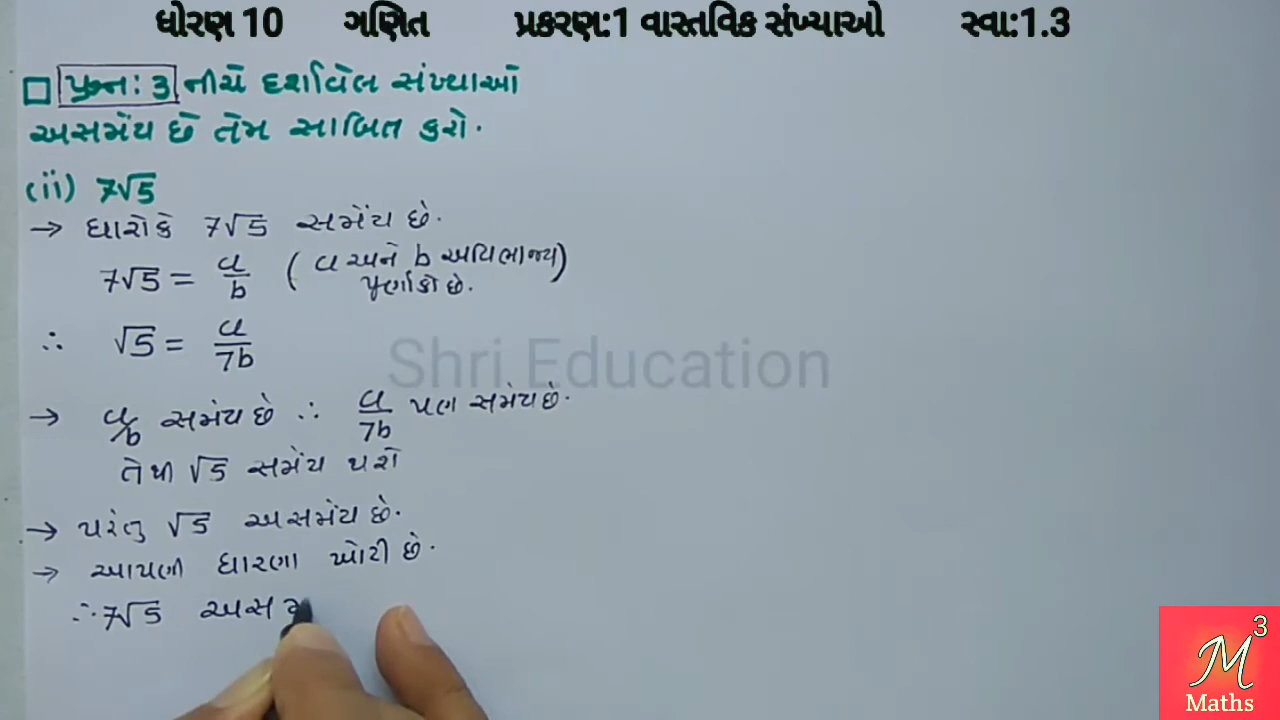 ધોરણ 10 ગણિત પ્રકરણ:1 વાસ્તવિક સંખ્યાઓ સ્વા:1.3
□ પ્રશ્ન: 3 નીચે દર્શાવેલ સંખ્યાઓ
અસમેંય છે તેમ સાબિત કરો.
(ii) 7√5
→ ધારોકે 7√5 સમેંય છે.
7√5 = a/b (a અને b અવિભાજ્ય
પૂર્ણાંકો છે.)
∴ √5 = a/7b
→ a/b સમેંય છે ∴ a/7b પણ સમેંય છે.
તેથી √5 સમેંય થશે
→ પરંતુ √5 અસમેંય છે.
→ આપણી ધારણા ખોટી છે.
∴ 7√5 અસમ
Shri Education
M³
Maths